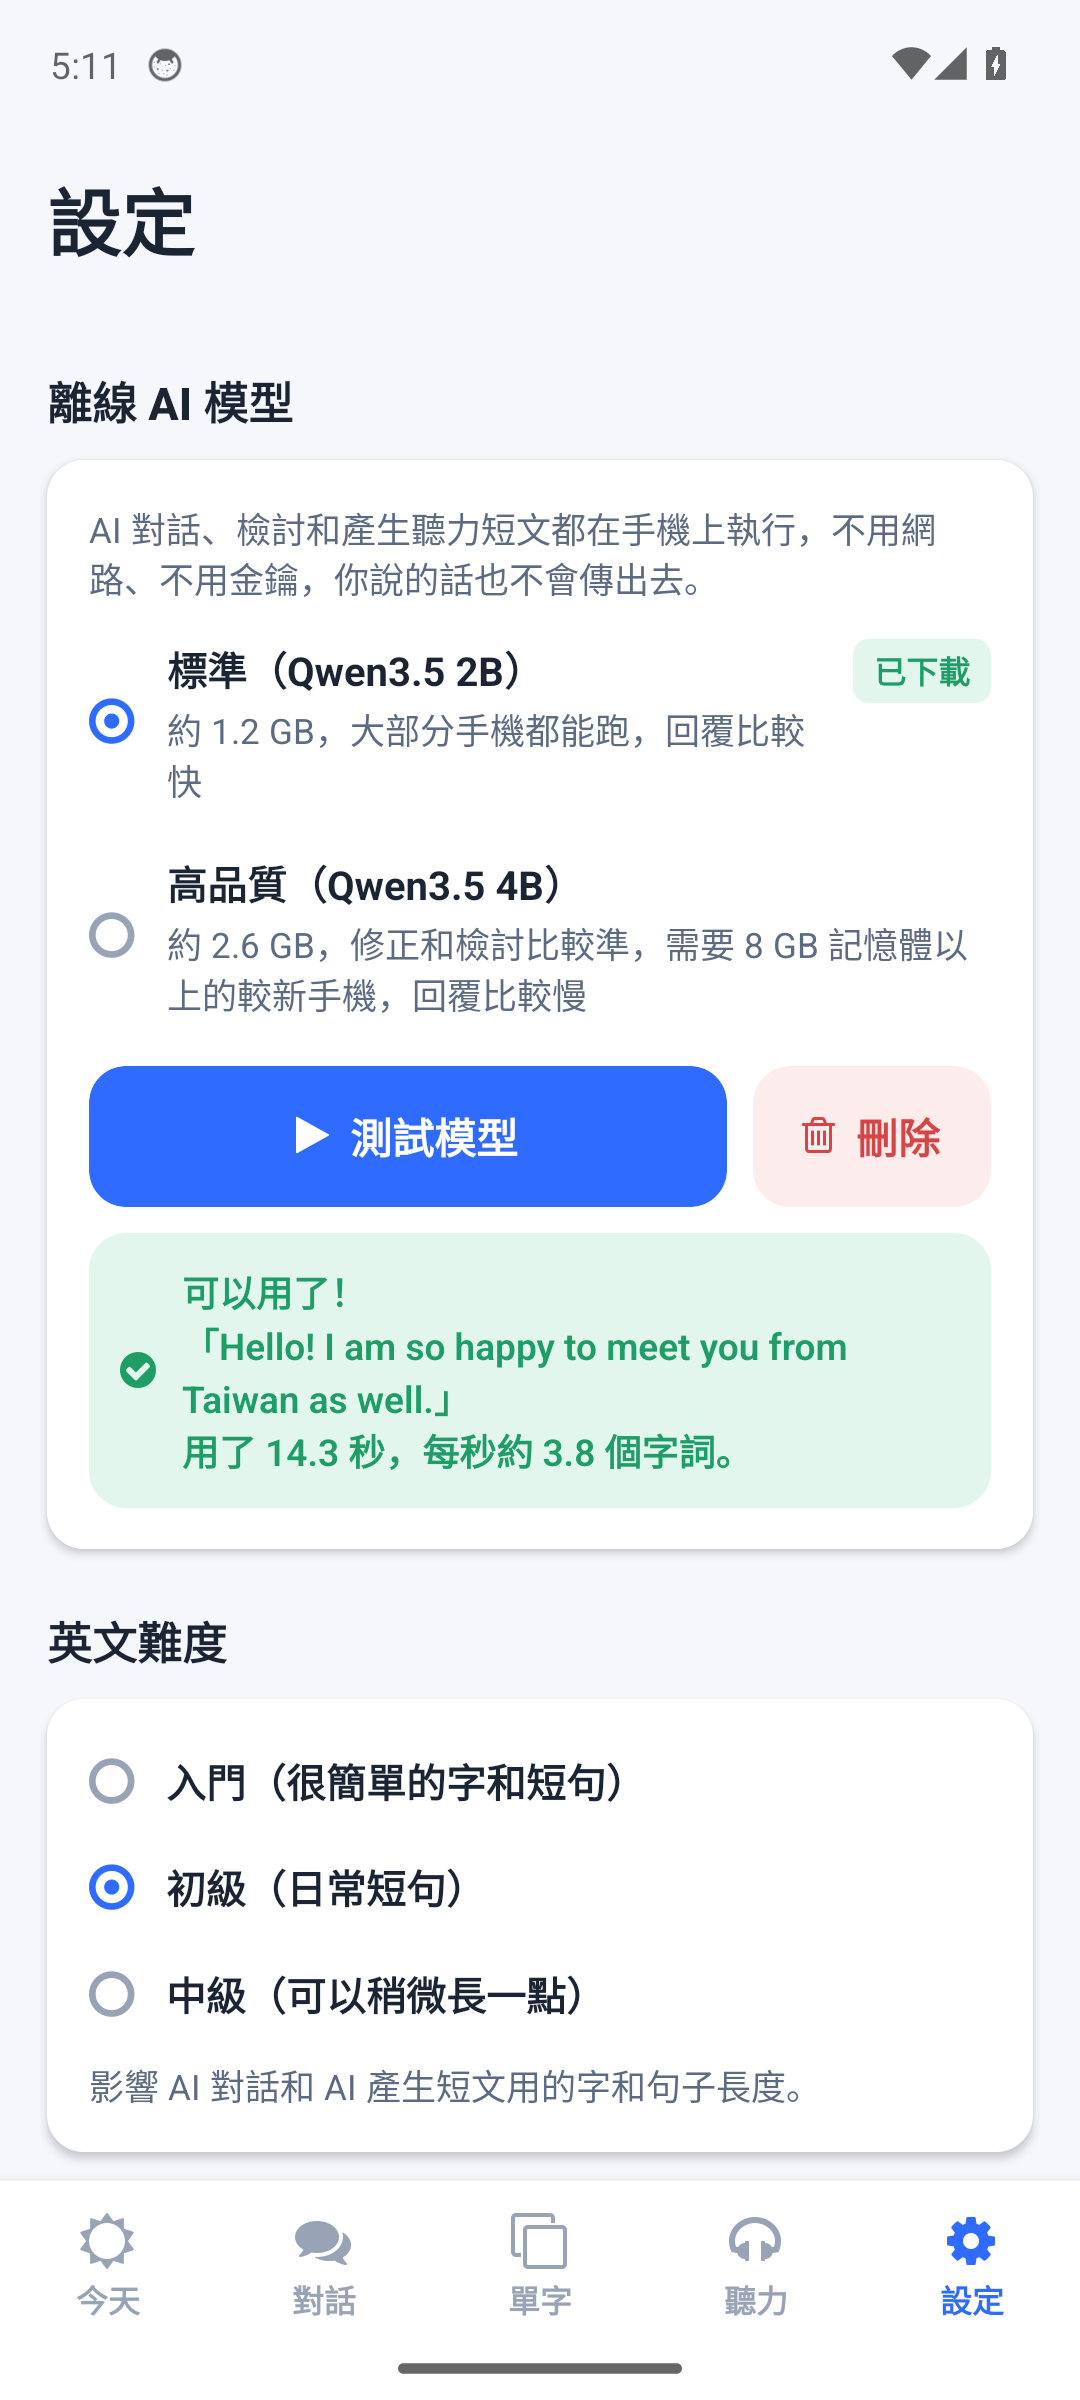 5:11
設定
離線 AI 模型
AI 對話、檢討和產生聽力短文都在手機上執行，不用網
路、不用金鑰，你說的話也不會傳出去。
標準（Qwen3.5 2B）
已下載
約 1.2 GB，大部分手機都能跑，回覆比較
快
高品質（Qwen3.5 4B）
約 2.6 GB，修正和檢討比較準，需要 8 GB 記憶體以
上的較新手機，回覆比較慢
測試模型
刪除
可以用了！
「Hello! I am so happy to meet you from
Taiwan as well.」
用了 14.3 秒，每秒約 3.8 個字詞。
英文難度
入門（很簡單的字和短句）
初級（日常短句）
中級（可以稍微長一點）
影響 AI 對話和 AI 產生短文用的字和句子長度。
今天
對話
單字
聽力
設定